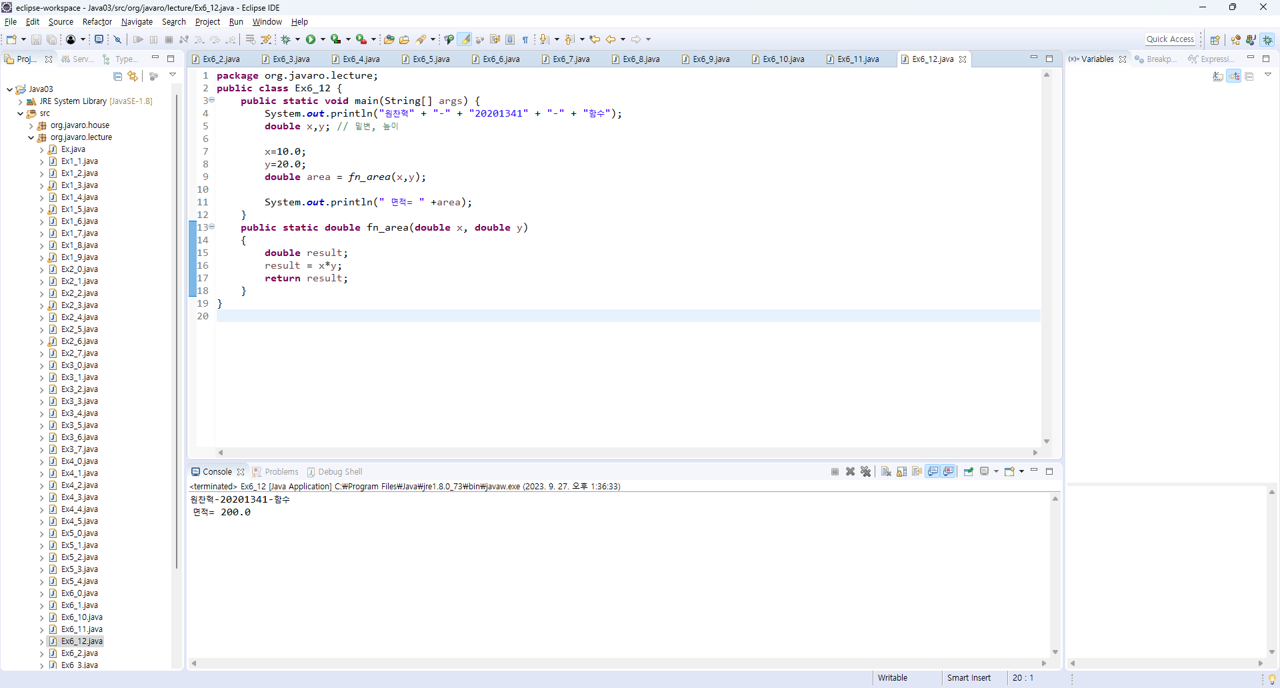 eclipse-workspace - Java03/src/org/javaro/lecture/Ex6_12.java - Eclipse IDE
File Edit Source Refactor Navigate Search Project Run Window Help
Quick Access
Proj... Serv... Type...
Ex6_2.java Ex6_3.java Ex6_4.java Ex6_5.java Ex6_6.java Ex6_7.java Ex6_8.java Ex6_9.java Ex6_10.java Ex6_11.java Ex6_12.java
(x)= Variables Breakp... Expressi...
Java03
JRE System Library [JavaSE-1.8]
src
org.javaro.house
org.javaro.lecture
Ex.java
Ex1_1.java
Ex1_2.java
Ex1_3.java
Ex1_4.java
Ex1_5.java
Ex1_6.java
Ex1_7.java
Ex1_8.java
Ex1_9.java
Ex2_0.java
Ex2_1.java
Ex2_2.java
Ex2_3.java
Ex2_4.java
Ex2_5.java
Ex2_6.java
Ex2_7.java
Ex3_0.java
Ex3_1.java
Ex3_2.java
Ex3_3.java
Ex3_4.java
Ex3_5.java
Ex3_6.java
Ex3_7.java
Ex4_0.java
Ex4_1.java
Ex4_2.java
Ex4_3.java
Ex4_4.java
Ex4_5.java
Ex5_0.java
Ex5_1.java
Ex5_2.java
Ex5_3.java
Ex5_4.java
Ex6_0.java
Ex6_1.java
Ex6_10.java
Ex6_11.java
Ex6_12.java
Ex6_2.java
Ex6_3.java
1 package org.javaro.lecture;
2 public class Ex6_12 {
3 public static void main(String[] args) {
4 System.out.println("원찬혁" + "-" + "20201341" + "-" + "함수");
5 double x,y; // 밑변, 높이
6
7 x=10.0;
8 y=20.0;
9 double area = fn_area(x,y);
10
11 System.out.println(" 면적= " +area);
12 }
13 public static double fn_area(double x, double y)
14 {
15 double result;
16 result = x*y;
17 return result;
18 }
19 }
20
Console Problems Debug Shell
<terminated> Ex6_12 [Java Application] C:₩Program Files₩Java₩jre1.8.0_73₩bin₩javaw.exe (2023. 9. 27. 오후 1:36:33)
원찬혁-20201341-함수
면적= 200.0
Writable Smart Insert 20 : 1